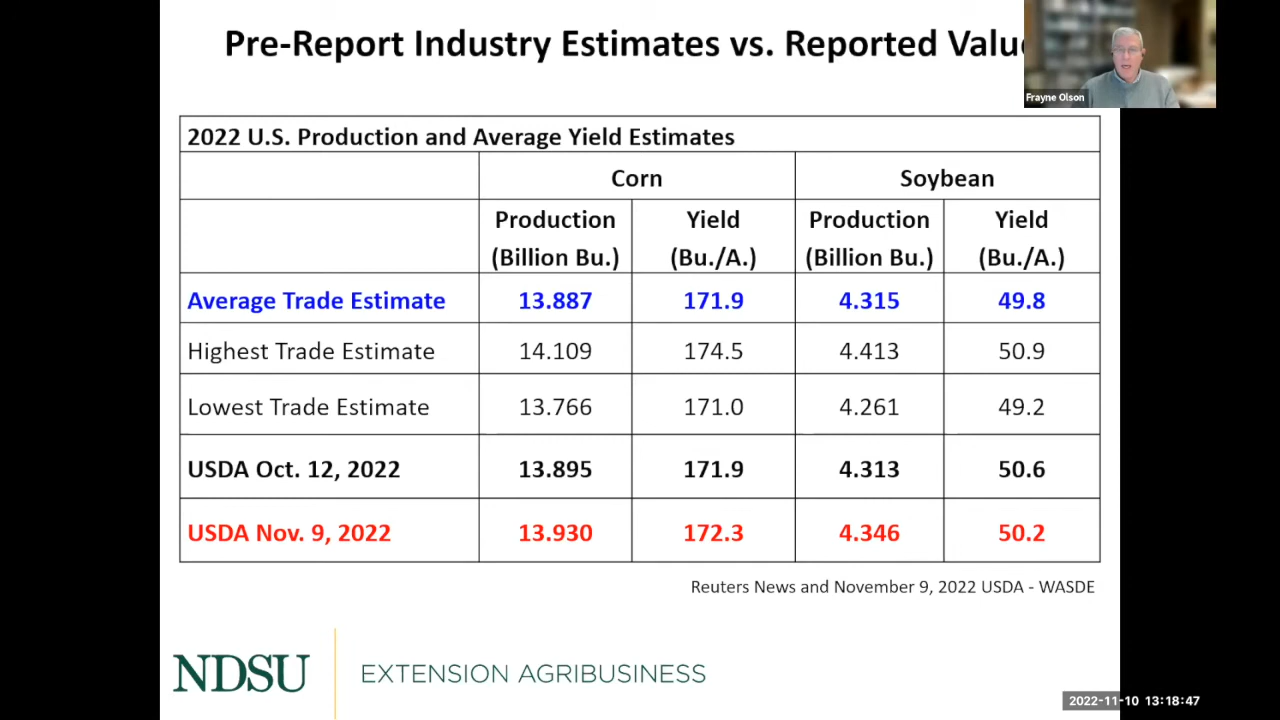 Pre-Report Industry Estimates vs. Reported
Frayne Olson
2022 U.S. Production and Average Yield Estimates
Corn Soybean
Production Yield Production Yield
(Billion Bu.) (Bu./A.) (Billion Bu.) (Bu./A.)
Average Trade Estimate 13.887 171.9 4.315 49.8
Highest Trade Estimate 14.109 174.5 4.413 50.9
Lowest Trade Estimate 13.766 171.0 4.261 49.2
USDA Oct. 12, 2022 13.895 171.9 4.313 50.6
USDA Nov. 9, 2022 13.930 172.3 4.346 50.2
Reuters News and November 9, 2022 USDA - WASDE
NDSU EXTENSION AGRIBUSINESS
2022-11-10 13:18:47